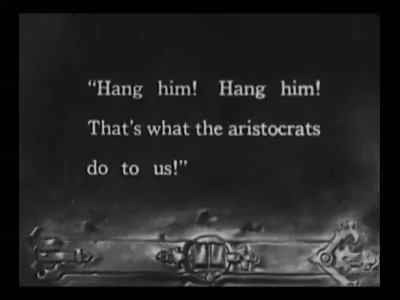 “Hang him! Hang him!
That's what the aristocrats
do to us!”